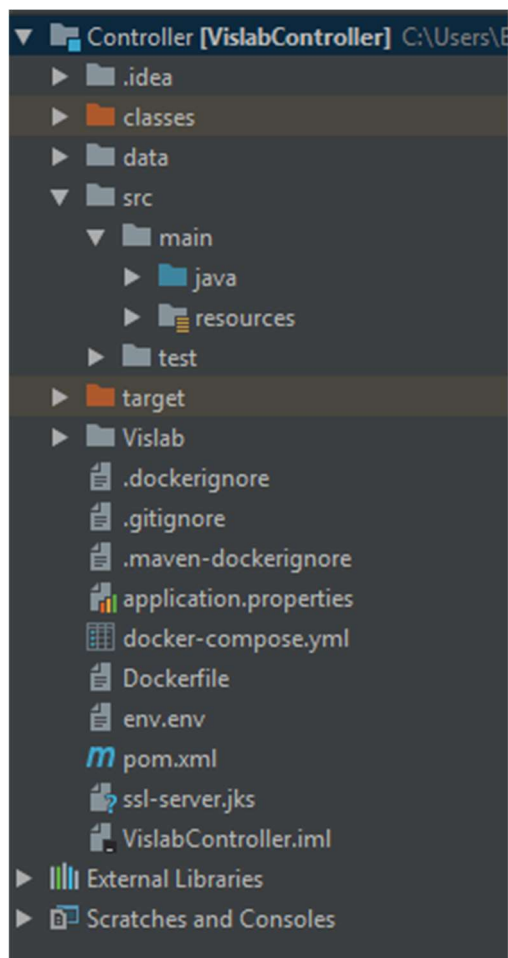 Controller [VislabController] C:\Users\
.idea
classes
data
src
main
java
resources
test
target
Vislab
.dockerignore
.gitignore
.maven-dockerignore
application.properties
docker-compose.yml
Dockerfile
env.env
pom.xml
ssl-server.jks
VislabController.iml
External Libraries
Scratches and Consoles